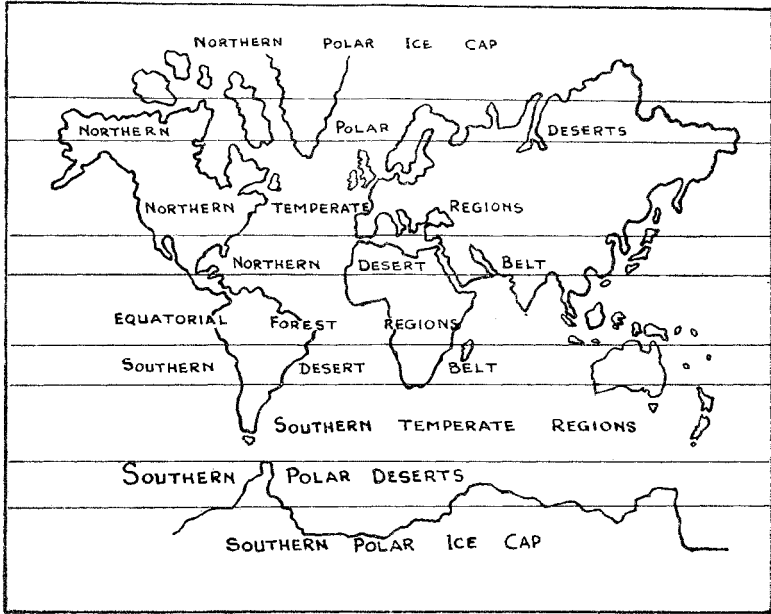 NORTHERN POLAR ICE CAP
NORTHERN POLAR DESERTS
NORTHERN TEMPERATE REGIONS
NORTHERN DESERT BELT
EQUATORIAL FOREST REGIONS
SOUTHERN DESERT BELT
SOUTHERN TEMPERATE REGIONS
SOUTHERN POLAR DESERTS
SOUTHERN POLAR ICE CAP